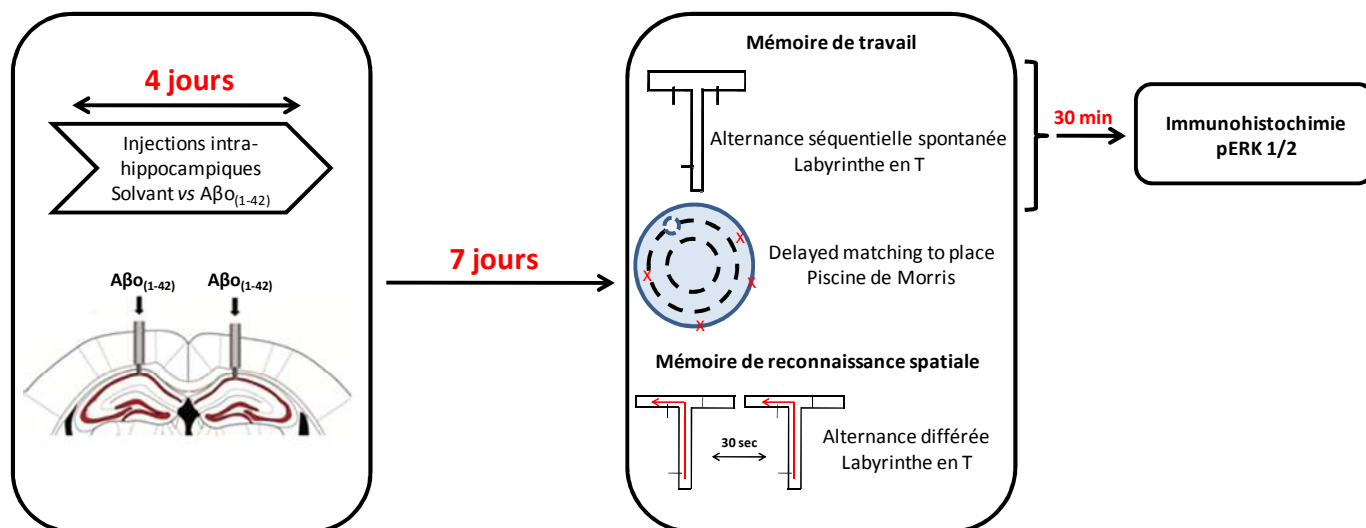 4 jours
Injections intra-
hippocampiques
Solvant vs Aβo(1-42)
Aβo(1-42) Aβo(1-42)
7 jours
Mémoire de travail
Alternance séquentielle spontanée
Labyrinthe en T
X
X
X
X
Delayed matching to place
Piscine de Morris
Mémoire de reconnaissance spatiale
30 sec
Alternance différée
Labyrinthe en T
30 min
Immunohistochimie
pERK 1/2